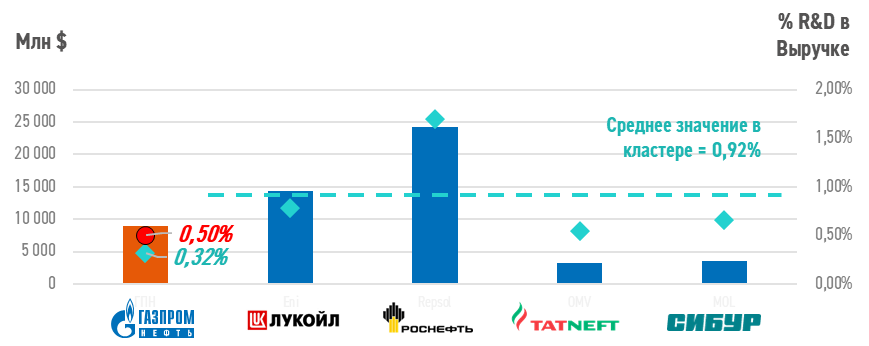 Млн $
% R&D в
Выручке
30 000
25 000
20 000
15 000
10 000
5 000
0
2,00%
1,50%
1,00%
0,50%
0,00%
Среднее значение в
кластере = 0,92%
0,50%
0,32%
ГПН
Eni
Repsol
OMV
MOL
ГАЗПРОМ
НЕФТЬ
ЛУКОЙЛ
РОСНЕФТЬ
TATNEFT
СИБУР